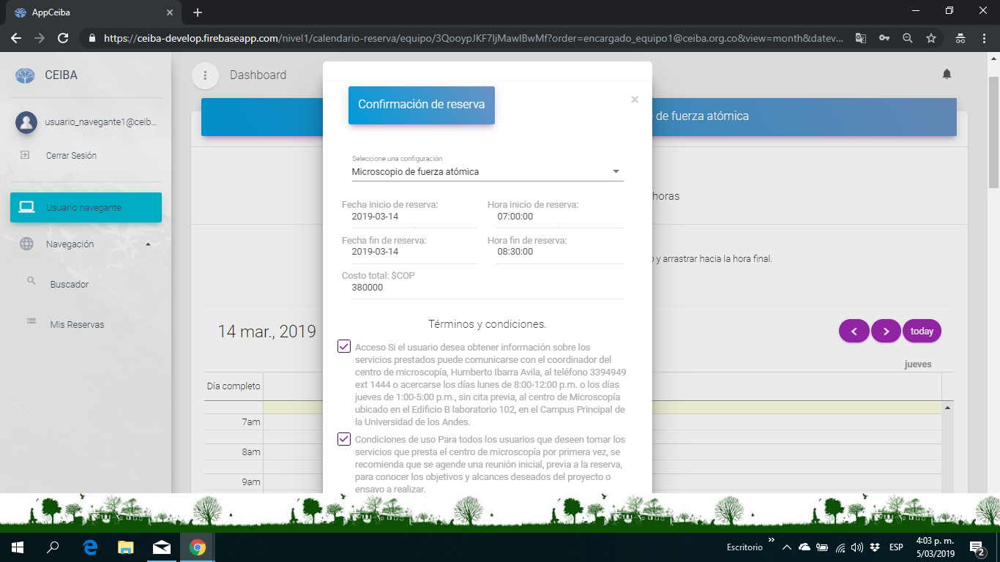 AppCeiba
https://ceiba-develop.firebaseapp.com/nivel1/calendario-reserva/equipo/3QooypJKF7IjMawlBwMf?order=encargado_equipo1@ceiba.org.co&view=month&datev...
CEIBA
usuario_navegante1@ceib...
Cerrar Sesión
Usuario navegante
Navegación
Buscador
Mis Reservas
Dashboard
de fuerza atómica
horas
y arrastrar hacia la hora final.
Confirmación de reserva
×
Seleccione una configuración
Microscopio de fuerza atómica
Fecha inicio de reserva:
2019-03-14
Hora inicio de reserva:
07:00:00
Fecha fin de reserva:
2019-03-14
Hora fin de reserva:
08:30:00
Costo total: $COP
380000
Términos y condiciones.
Acceso Si el usuario desea obtener información sobre los
servicios prestados puede comunicarse con el coordinador del
centro de microscopía, Humberto Ibarra Avila, al teléfono 3394949
ext 1444 o acercarse los días lunes de 8:00-12:00 p.m. o los días
jueves de 1:00-5:00 p.m., sin cita previa, al centro de Microscopía
ubicado en el Edificio B laboratorio 102, en el Campus Principal de
la Universidad de los Andes.
Condiciones de uso Para todos los usuarios que deseen tomar los
servicios que presta el centro de microscopía por primera vez, se
recomienda que se agende una reunión inicial, previa a la reserva,
para conocer los objetivos y alcances deseados del proyecto o
ensayo a realizar.
14 mar., 2019
today
jueves
Día completo
7am
8am
9am
Escritorio
ESP
4:03 p. m.
5/03/2019
2